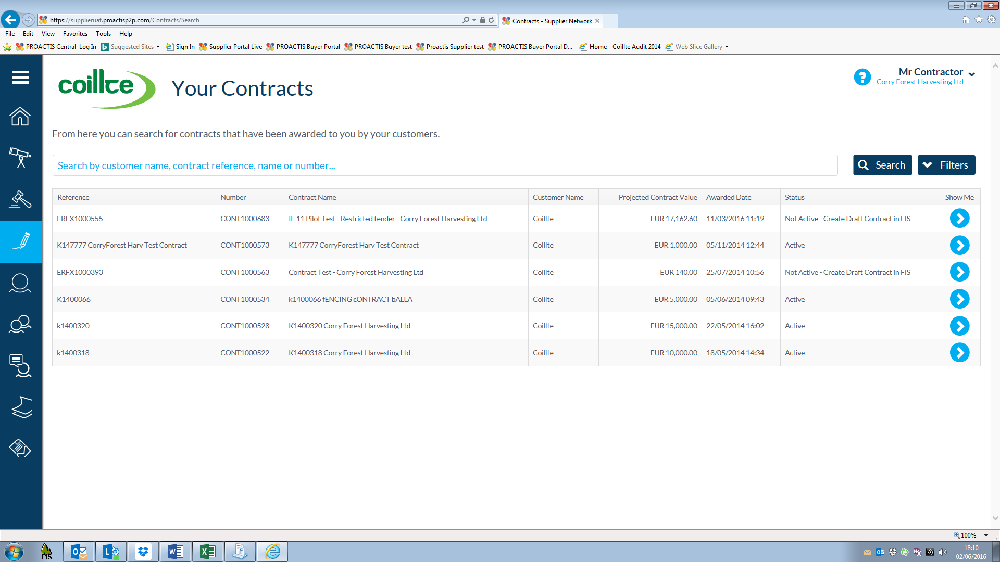 https://supplieruat.proactisp2p.com/Contracts/Search
Contracts - Supplier Network
File Edit View Favorites Tools Help
PROACTIS Central Log In Suggested Sites Sign In Supplier Portal Live PROACTIS Buyer Portal PROACTIS Buyer test Proactis Supplier test PROACTIS Buyer Portal D... Home - Coillte Audit 2014 Web Slice Gallery
coillte
Your Contracts
Mr Contractor
Corry Forest Harvesting Ltd
From here you can search for contracts that have been awarded to you by your customers.
Search by customer name, contract reference, name or number...
Search
Filters
Reference Number Contract Name Customer Name Projected Contract Value Awarded Date Status Show Me
ERFX1000555 CONT1000683 IE 11 Pilot Test - Restricted tender - Corry Forest Harvesting Ltd Coillte EUR 17,162.60 11/03/2016 11:19 Not Active - Create Draft Contract in FIS
K147777 CorryForest Harv Test Contract CONT1000573 K147777 CorryForest Harv Test Contract Coillte EUR 1,000.00 05/11/2014 12:44 Active
ERFX1000393 CONT1000563 Contract Test - Corry Forest Harvesting Ltd Coillte EUR 140.00 25/07/2014 10:56 Not Active - Create Draft Contract in FIS
K1400066 CONT1000534 k1400066 fENCING cONTRACT bALLA Coillte EUR 5,000.00 05/06/2014 09:43 Active
k1400320 CONT1000528 K1400320 Corry Forest Harvesting Ltd Coillte EUR 15,000.00 22/05/2014 16:02 Active
k1400318 CONT1000522 K1400318 Corry Forest Harvesting Ltd Coillte EUR 10,000.00 18/05/2014 14:34 Active
100%
FIS
18:10
02/06/2016